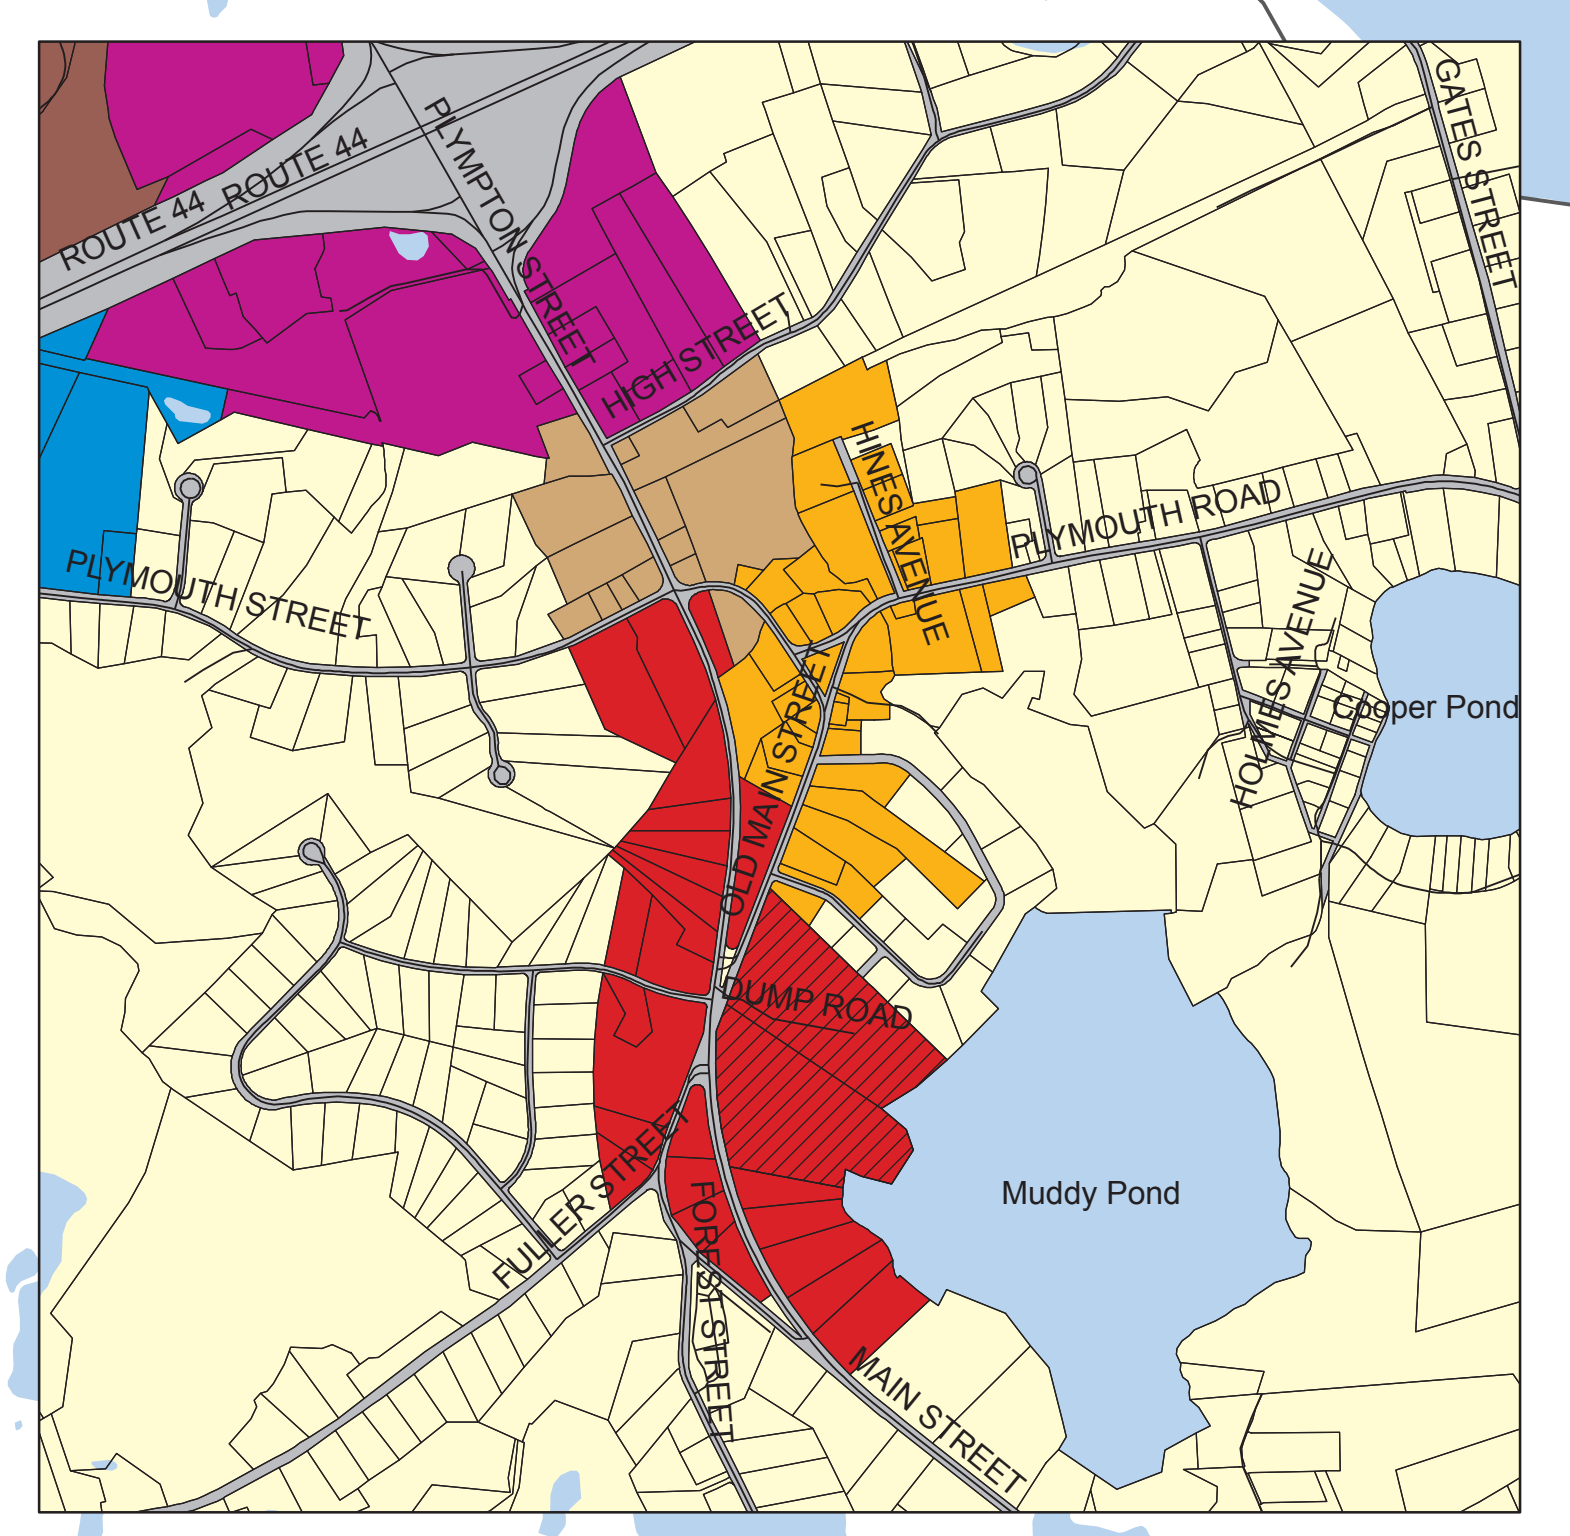 GATES STREET
PLYMPTON STREET
ROUTE 44
ROUTE 44
HIGH STREET
HINES AVENUE
PLYMOUTH ROAD
PLYMOUTH STREET
HOLMES AVENUE
Cooper Pond
OLD MAIN STREET
DUMP ROAD
FULLER STREET
FOREST STREET
Muddy Pond
MAIN STREET